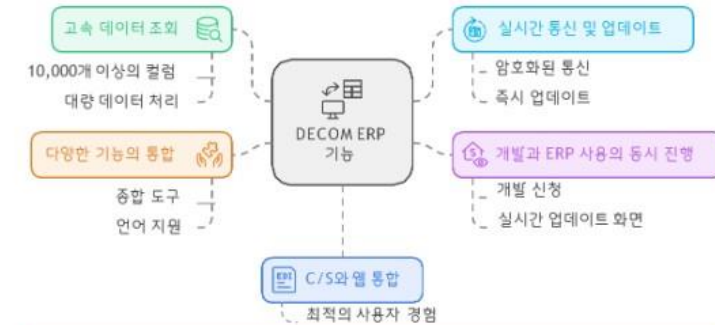 고속 데이터 조회
10,000개 이상의 컬럼
대량 데이터 처리
다양한 기능의 통합
종합 도구
언어 지원
DECOM ERP
기능
실시간 통신 및 업데이트
암호화된 통신
즉시 업데이트
개발과 ERP 사용의 동시 진행
개발 신청
실시간 업데이트 화면
EDI
C/S와 웹 통합
최적의 사용자 경험